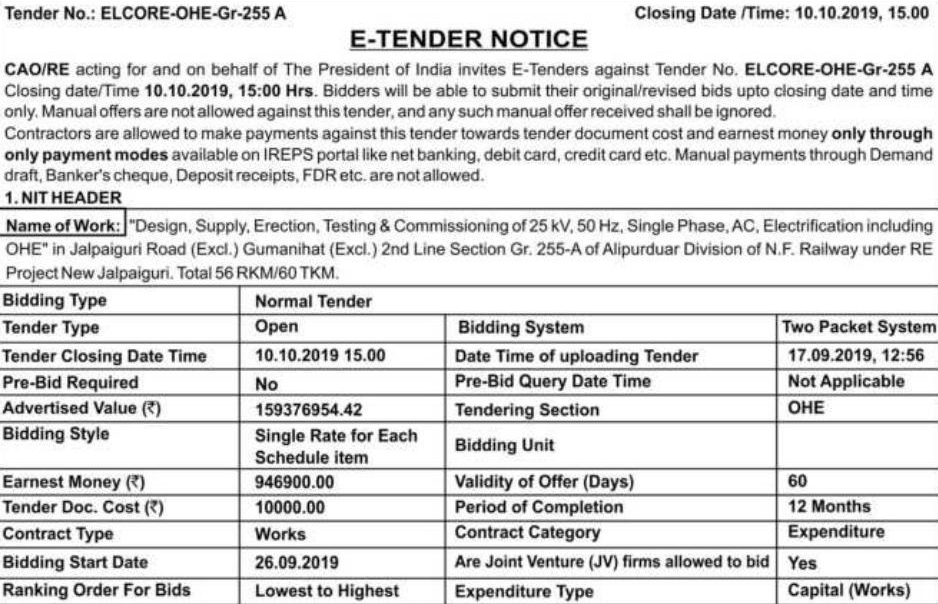 Tender No.: ELCORE-OHE-Gr-255 A Closing Date /Time: 10.10.2019, 15.00
E-TENDER NOTICE
CAO/RE acting for and on behalf of The President of India invites E-Tenders against Tender No. ELCORE-OHE-Gr-255 A
Closing date/Time 10.10.2019, 15:00 Hrs. Bidders will be able to submit their original/revised bids upto closing date and time
only. Manual offers are not allowed against this tender, and any such manual offer received shall be ignored.
Contractors are allowed to make payments against this tender towards tender document cost and earnest money only through
only payment modes available on IREPS portal like net banking, debit card, credit card etc. Manual payments through Demand
draft, Banker's cheque, Deposit receipts, FDR etc. are not allowed.
1. NIT HEADER
Name of Work: "Design, Supply, Erection, Testing & Commissioning of 25 kV, 50 Hz, Single Phase, AC, Electrification including
OHE" in Jalpaiguri Road (Excl.) Gumanihat (Excl.) 2nd Line Section Gr. 255-A of Alipurduar Division of N.F. Railway under RE
Project New Jalpaiguri. Total 56 RKM/60 TKM.
Bidding Type Normal Tender
Tender Type Open Bidding System Two Packet System
Tender Closing Date Time 10.10.2019 15.00 Date Time of uploading Tender 17.09.2019, 12:56
Pre-Bid Required No Pre-Bid Query Date Time Not Applicable
Advertised Value (₹) 159376954.42 Tendering Section OHE
Bidding Style Single Rate for Each
Schedule item Bidding Unit
Earnest Money (₹) 946900.00 Validity of Offer (Days) 60
Tender Doc. Cost (₹) 10000.00 Period of Completion 12 Months
Contract Type Works Contract Category Expenditure
Bidding Start Date 26.09.2019 Are Joint Venture (JV) firms allowed to bid Yes
Ranking Order For Bids Lowest to Highest Expenditure Type Capital (Works)